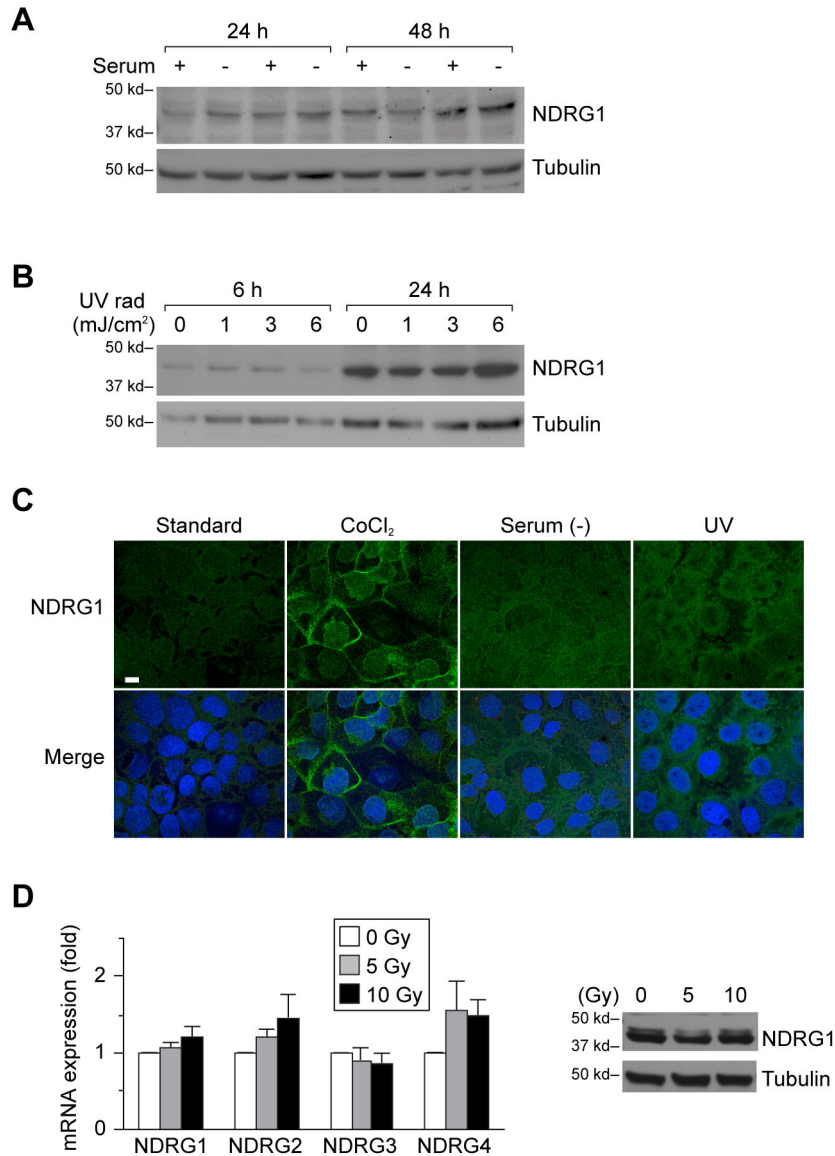 A
24 h 48 h
Serum + - + - + - + -
50 kd–
NDRG1
37 kd–
50 kd–
Tubulin
B
UV rad 6 h 24 h
(mJ/cm²) 0 1 3 6 0 1 3 6
50 kd–
NDRG1
37 kd–
50 kd–
Tubulin
C
Standard CoCl₂ Serum (-) UV
NDRG1
Merge
D
mRNA expression (fold)
2
1
0
0 Gy
5 Gy
10 Gy
NDRG1 NDRG2 NDRG3 NDRG4
(Gy) 0 5 10
50 kd–
NDRG1
37 kd–
50 kd–
Tubulin